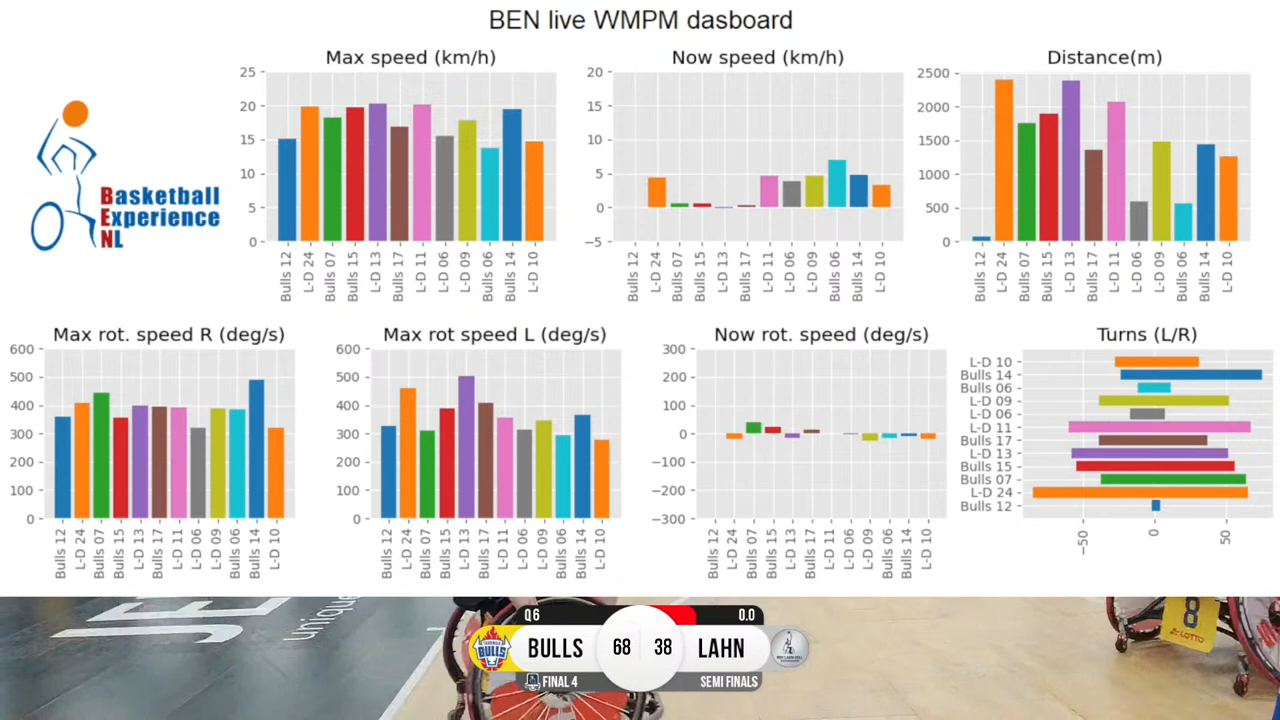 BEN live WMPM dasboard
Basketball
Experience
NL
Max speed (km/h)
25
20
15
10
5
0
Bulls 12
L-D 24
Bulls 07
Bulls 15
L-D 13
Bulls 17
L-D 11
L-D 06
L-D 09
Bulls 06
Bulls 14
L-D 10
Now speed (km/h)
20
15
10
5
0
−5
Bulls 12
L-D 24
Bulls 07
Bulls 15
L-D 13
Bulls 17
L-D 11
L-D 06
L-D 09
Bulls 06
Bulls 14
L-D 10
Distance(m)
2500
2000
1500
1000
500
0
Bulls 12
L-D 24
Bulls 07
Bulls 15
L-D 13
Bulls 17
L-D 11
L-D 06
L-D 09
Bulls 06
Bulls 14
L-D 10
Max rot. speed R (deg/s)
600
500
400
300
200
100
0
Bulls 12
L-D 24
Bulls 07
Bulls 15
L-D 13
Bulls 17
L-D 11
L-D 06
L-D 09
Bulls 06
Bulls 14
L-D 10
Max rot speed L (deg/s)
600
500
400
300
200
100
0
Bulls 12
L-D 24
Bulls 07
Bulls 15
L-D 13
Bulls 17
L-D 11
L-D 06
L-D 09
Bulls 06
Bulls 14
L-D 10
Now rot. speed (deg/s)
300
200
100
0
−100
−200
−300
Bulls 12
L-D 24
Bulls 07
Bulls 15
L-D 13
Bulls 17
L-D 11
L-D 06
L-D 09
Bulls 06
Bulls 14
L-D 10
Turns (L/R)
L-D 10
Bulls 14
Bulls 06
L-D 09
L-D 06
L-D 11
Bulls 17
L-D 13
Bulls 15
Bulls 07
L-D 24
Bulls 12
−50
0
50
unique
Q6 0.0
BULLS
BULLS 68 38 LAHN
FINAL 4 SEMI FINALS
8
LOTTO